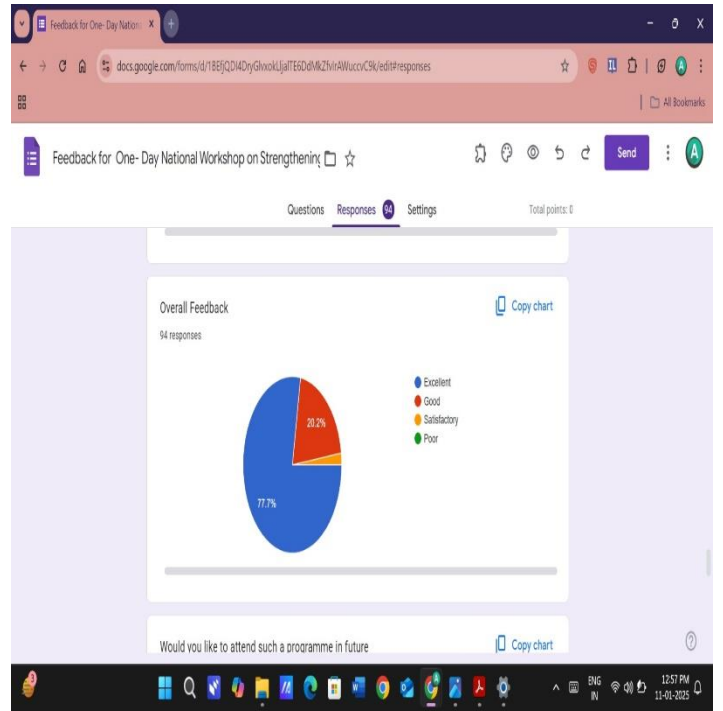 Feedback for One- Day Nation
docs.google.com/forms/d/
/edit#responses
All Bookmarks
Feedback for One- Day National Workshop on Strengthening
Send
A
Questions Responses 94 Settings Total points: 0
Overall Feedback
Copy chart
94 responses
Excellent
Good
Satisfactory
Poor
20.2%
77.7%
Would you like to attend such a programme in future
Copy chart
ENG
IN
12:57 PM
11-01-2025